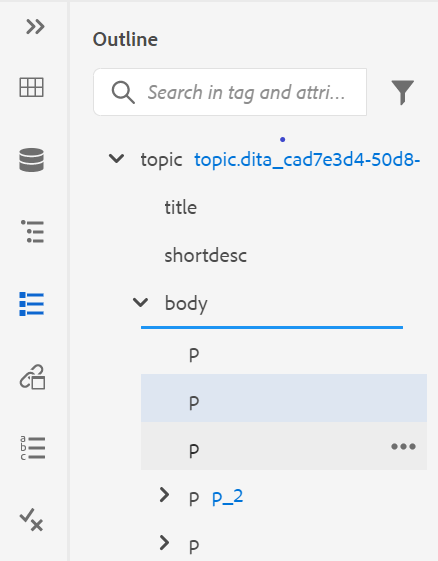 Outline
Search in tag and attri...
topic topic.dita_cad7e3d4-50d8-
title
shortdesc
body
p
p
p
p p_2
p
a
b
c